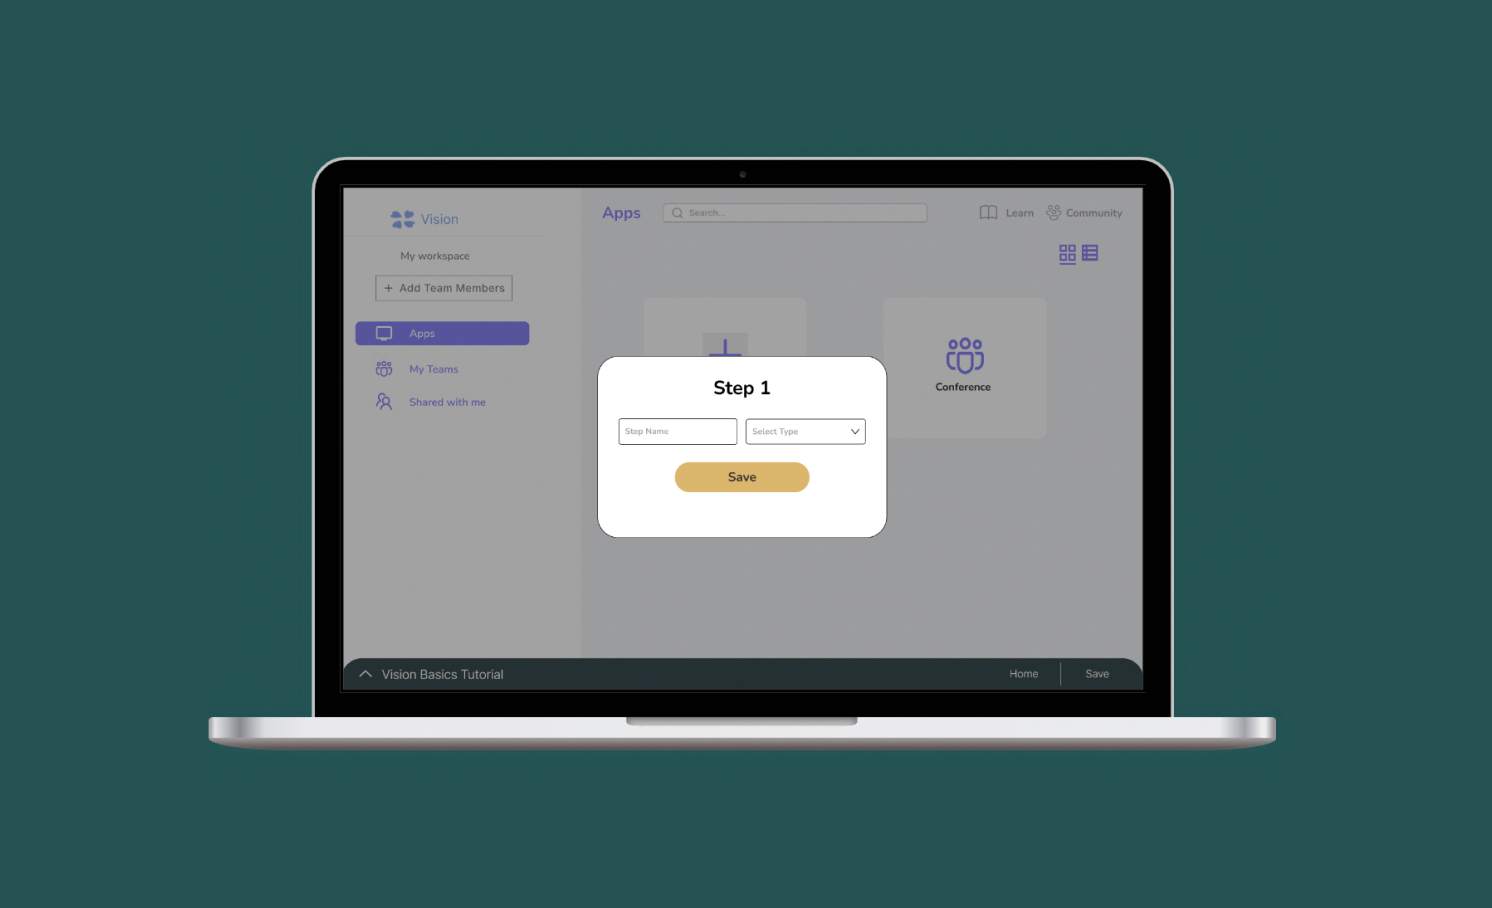 Vision
My workspace
+ Add Team Members
Apps
My Teams
Shared with me
Apps
Search...
Learn
Community
Conference
Step 1
Step Name
Select Type
Save
Vision Basics Tutorial
Home
Save